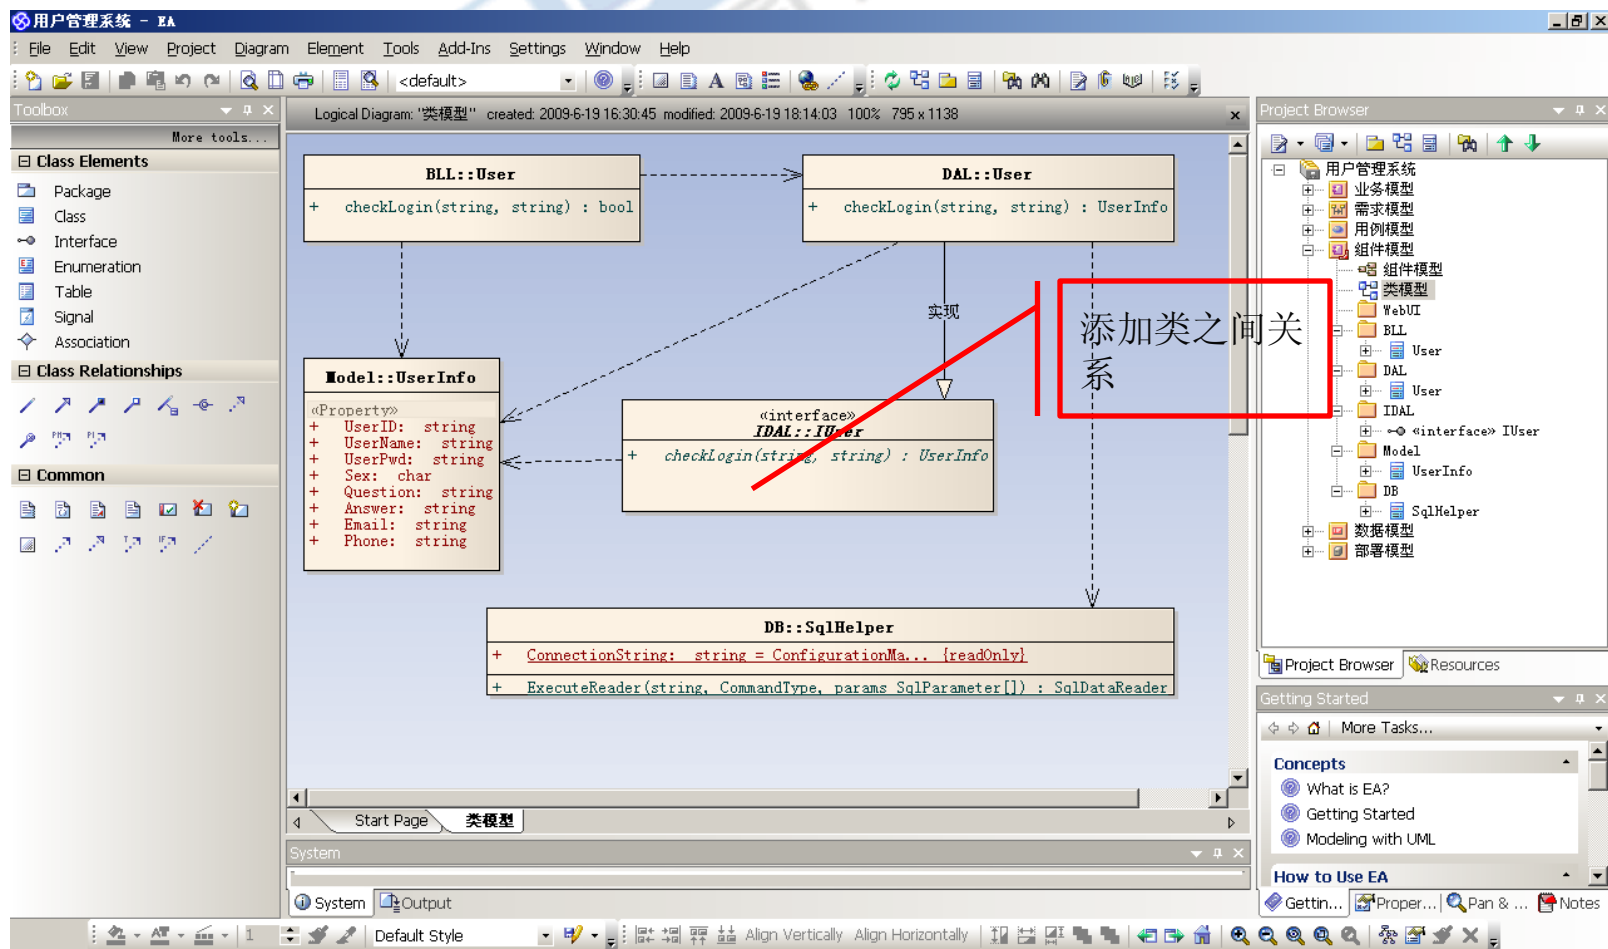 用户管理系统 - EA
File Edit View Project Diagram Element Tools Add-Ins Settings Window Help
<default>
Toolbox
More tools...
Class Elements
Package
Class
Interface
Enumeration
Table
Signal
Association
Class Relationships
Common
Logical Diagram: "类模型" created: 2009-6-19 16:30:45 modified: 2009-6-19 18:14:03 100% 795 x 1138
BLL::User
+ checkLogin(string, string) : bool
DAL::User
+ checkLogin(string, string) : UserInfo
实现
添加类之间关
系
Model::UserInfo
«Property»
+ UserID: string
+ UserName: string
+ UserPwd: string
+ Sex: char
+ Question: string
+ Answer: string
+ Email: string
+ Phone: string
«interface»
IDAL::IUser
+ checkLogin(string, string) : UserInfo
DB::SqlHelper
+ ConnectionString: string = ConfigurationMa... {readOnly}
+ ExecuteReader(string, CommandType, params SqlParameter[]) : SqlDataReader
Start Page 类模型
System
System Output
Project Browser
用户管理系统
业务模型
需求模型
用例模型
组件模型
组件模型
类模型
WebUI
BLL
User
DAL
User
IDAL
«interface» IUser
Model
UserInfo
DB
SqlHelper
数据模型
部署模型
Project Browser Resources
Getting Started
More Tasks...
Concepts
What is EA?
Getting Started
Modeling with UML
How to Use EA
Gettin... Proper... Pan & ... Notes
1 Default Style Align Vertically Align Horizontally